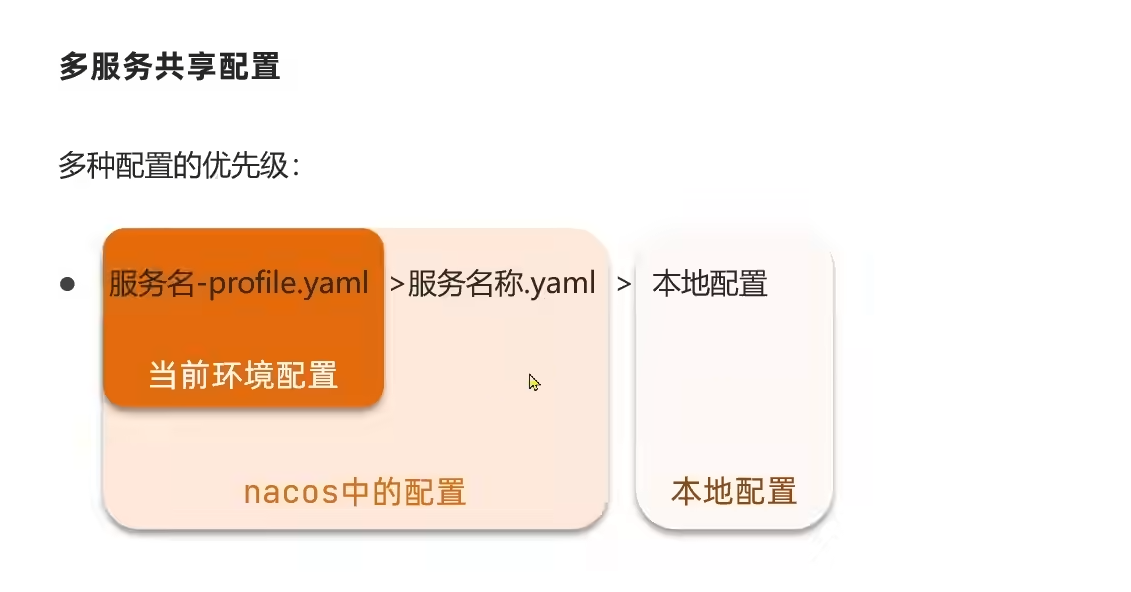 多服务共享配置
多种配置的优先级：
● 服务名-profile.yaml >服务名称.yaml > 本地配置
当前环境配置
nacos中的配置
本地配置